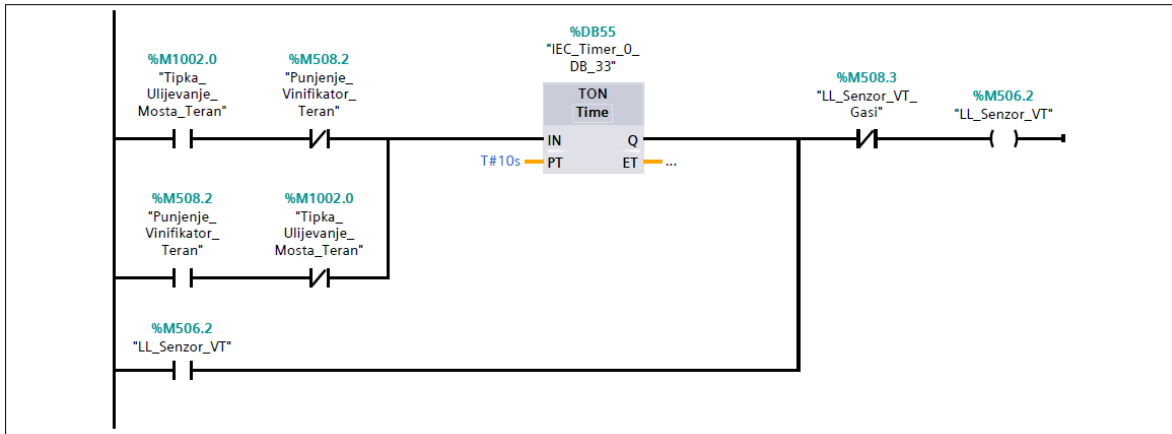 %DB55
"IEC_Timer_0_
DB_33"
%M1002.0
"Tipka_
Ulijevanje_
Mosta_Teran"
%M508.2
"Punjenje_
Vinifikator_
Teran"
TON
Time
IN
Q
T#10s
PT
ET
...
%M508.3
"LL_Senzor_VT_
Gasi"
%M506.2
"LL_Senzor_VT"
%M508.2
"Punjenje_
Vinifikator_
Teran"
%M1002.0
"Tipka_
Ulijevanje_
Mosta_Teran"
%M506.2
"LL_Senzor_VT"